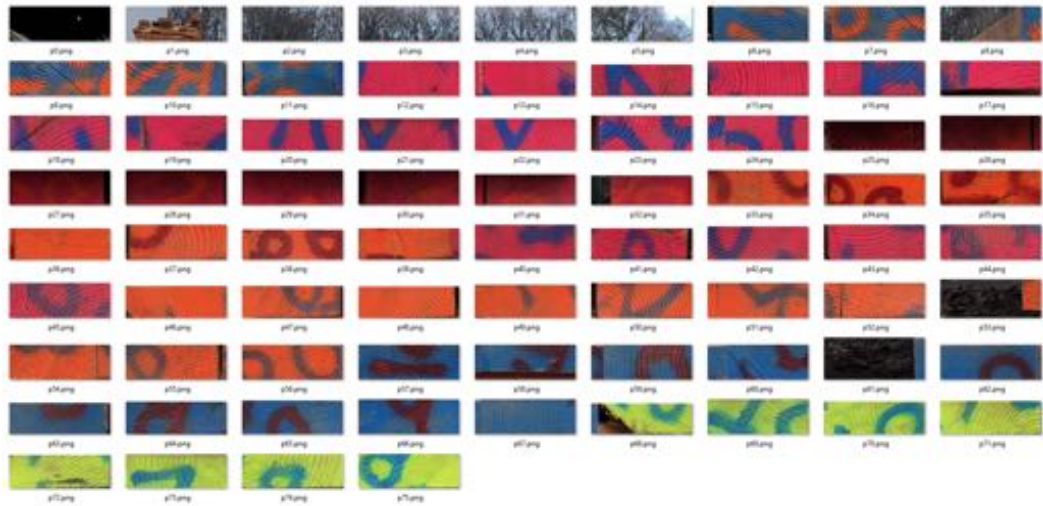 p0.png p1.png p2.png p3.png p4.png p5.png p6.png p7.png p8.png
p9.png p10.png p11.png p12.png p13.png p14.png p15.png p16.png p17.png
p18.png p19.png p20.png p21.png p22.png p23.png p24.png p25.png p26.png
p27.png p28.png p29.png p30.png p31.png p32.png p33.png p34.png p35.png
p36.png p37.png p38.png p39.png p40.png p41.png p42.png p43.png p44.png
p45.png p46.png p47.png p48.png p49.png p50.png p51.png p52.png p53.png
p54.png p55.png p56.png p57.png p58.png p59.png p60.png p61.png p62.png
p63.png p64.png p65.png p66.png p67.png p68.png p69.png p70.png p71.png
p72.png p73.png p74.png p75.png